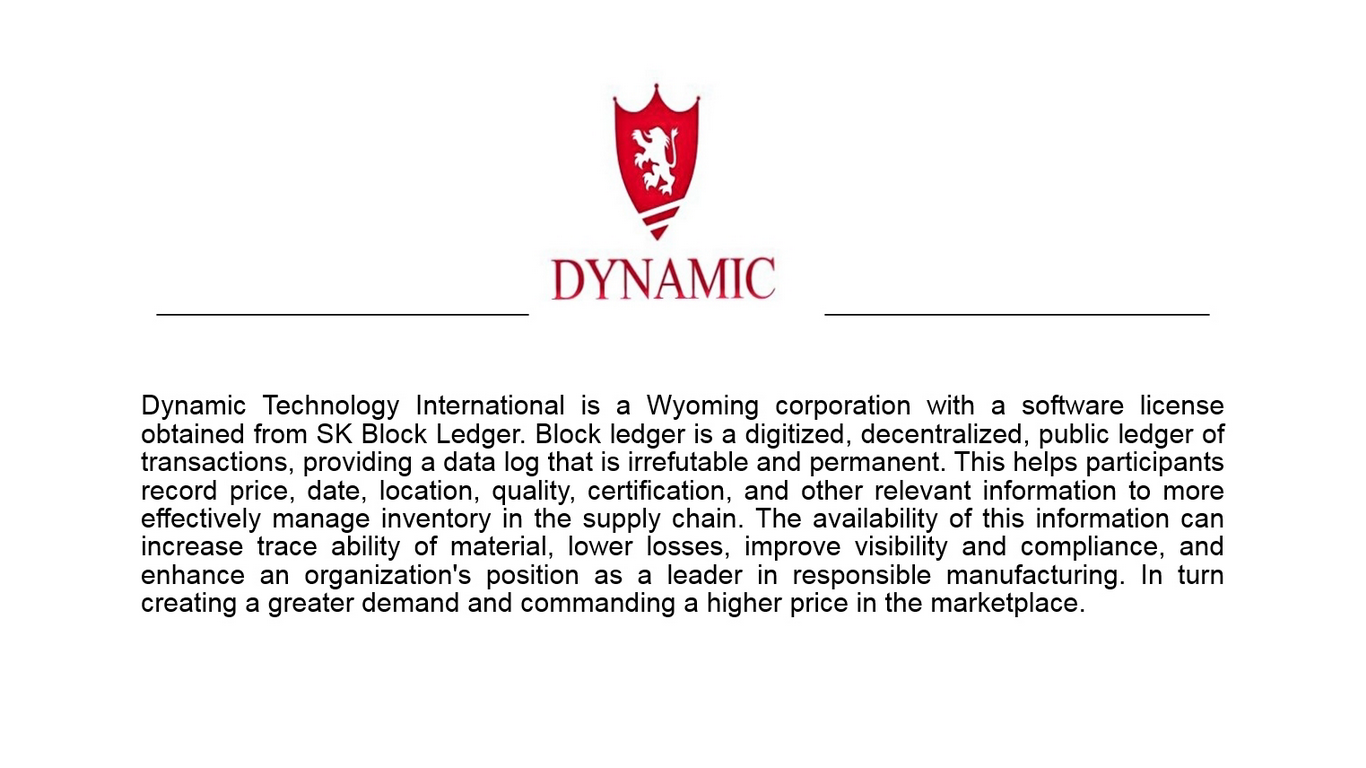 DYNAMIC
Dynamic Technology International is a Wyoming corporation with a software license
obtained from SK Block Ledger. Block ledger is a digitized, decentralized, public ledger of
transactions, providing a data log that is irrefutable and permanent. This helps participants
record price, date, location, quality, certification, and other relevant information to more
effectively manage inventory in the supply chain. The availability of this information can
increase trace ability of material, lower losses, improve visibility and compliance, and
enhance an organization's position as a leader in responsible manufacturing. In turn
creating a greater demand and commanding a higher price in the marketplace.